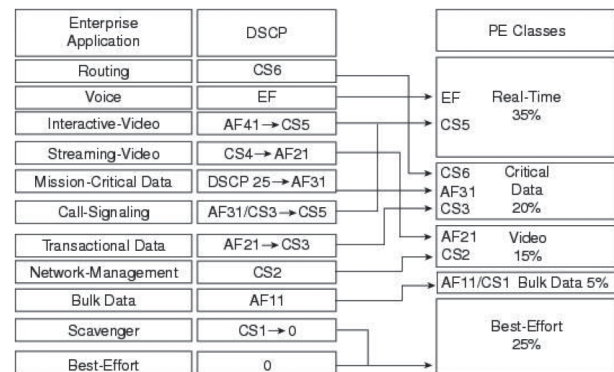 Enterprise
Application
DSCP
PE Classes
Routing
CS6
Voice
EF
Interactive-Video
AF41→CS5
Streaming-Video
CS4→AF21
Mission-Critical Data
DSCP 25→AF31
Call-Signaling
AF31/CS3→CS5
Transactional Data
AF21→CS3
Network-Management
CS2
Bulk Data
AF11
Scavenger
CS1→0
Best-Effort
0
EF Real-Time
CS5 35%
CS6 Critical
AF31 Data
CS3 20%
AF21 Video
CS2 15%
AF11/CS1 Bulk Data 5%
Best-Effort
25%